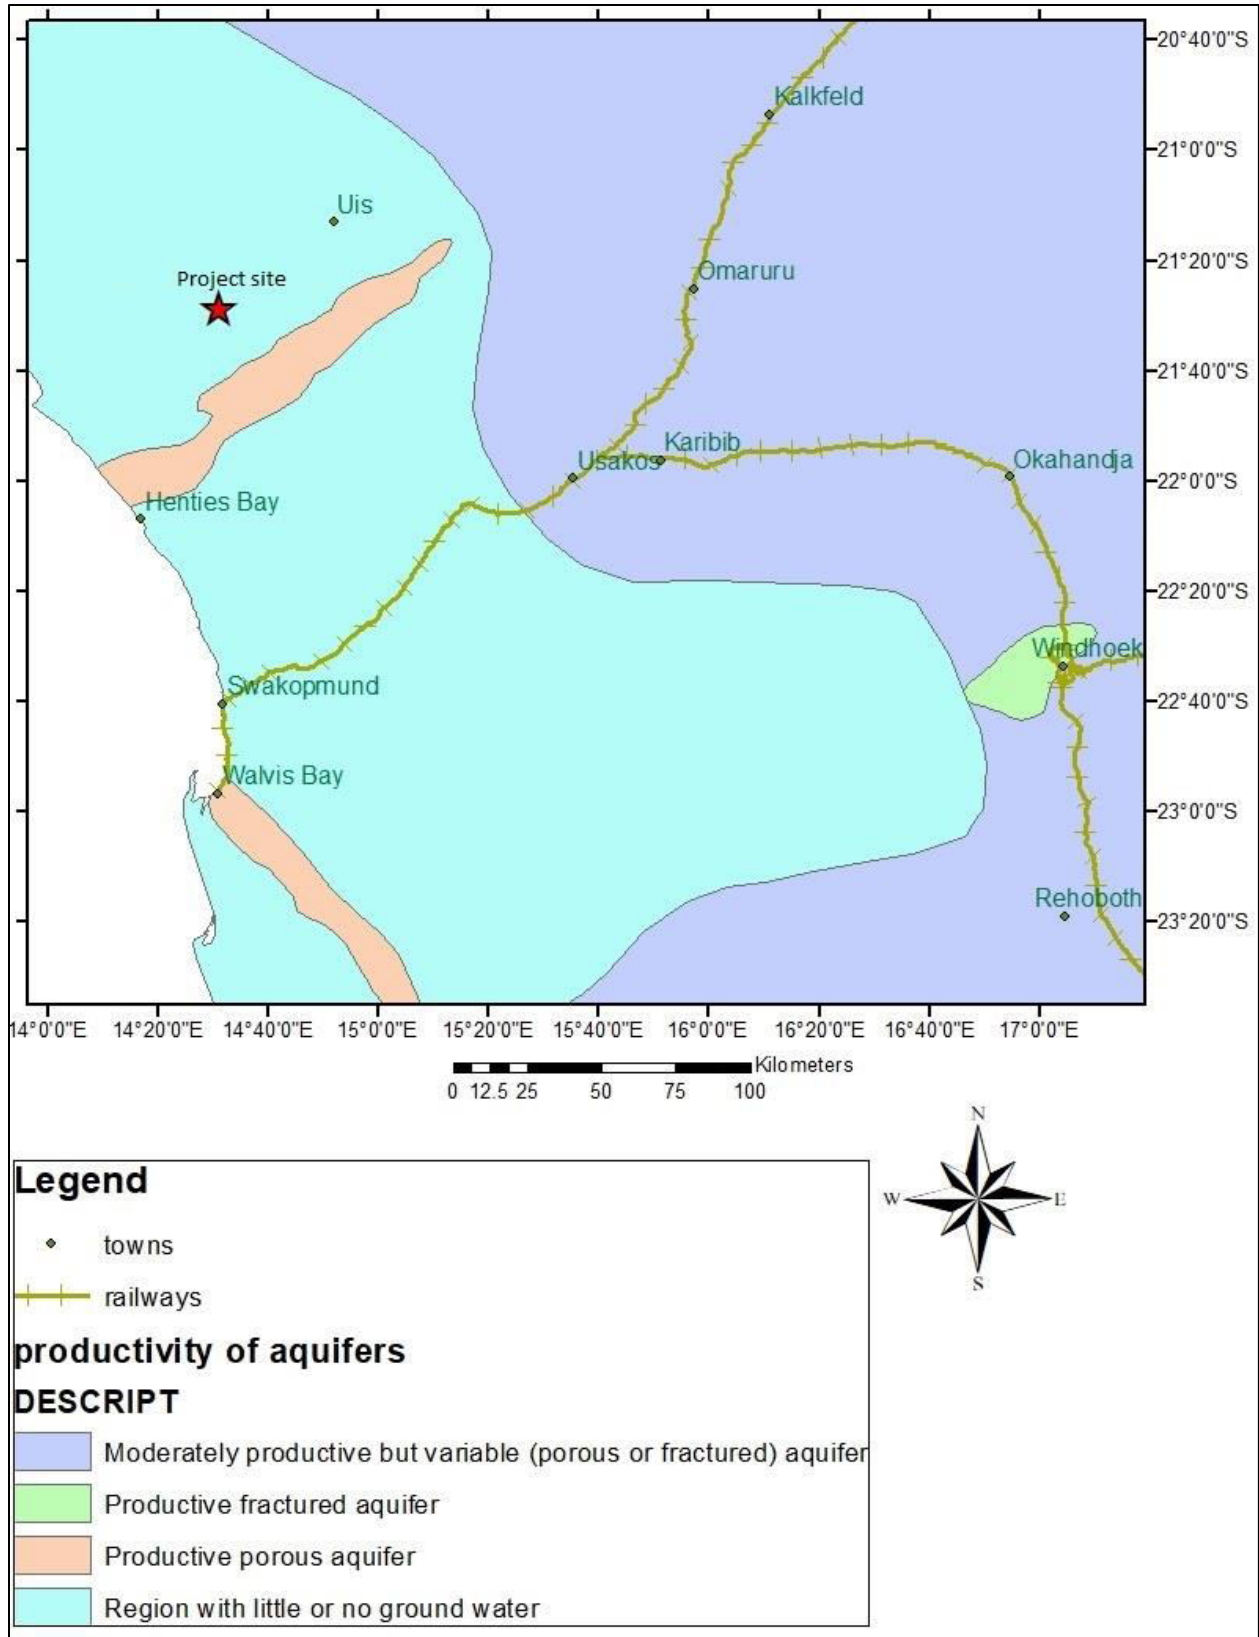 20°40'0"S
Kalkfeld
21°0'0"S
Uis
21°20'0"S
Project site
Omaruru
21°40'0"S
Karibib
Usakos
Okahandja
22°0'0"S
Henties Bay
22°20'0"S
Windhoek
Swakopmund
22°40'0"S
Walvis Bay
23°0'0"S
Rehoboth
23°20'0"S
14°0'0"E 14°20'0"E 14°40'0"E 15°0'0"E 15°20'0"E 15°40'0"E 16°0'0"E 16°20'0"E 16°40'0"E 17°0'0"E
Kilometers
0 12.5 25 50 75 100
N
W E
S
Legend
towns
railways
productivity of aquifers
DESCRIPT
Moderately productive but variable (porous or fractured) aquifer
Productive fractured aquifer
Productive porous aquifer
Region with little or no ground water